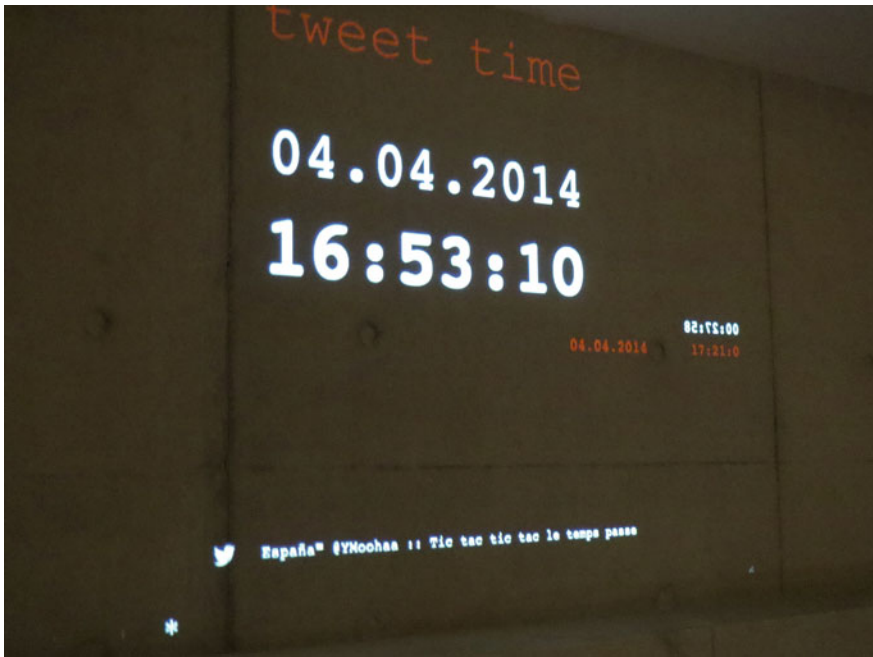 tweet time
04.04.2014
16:53:10
00:27:58
04.04.2014 17:21:0
España™ @YMoohaa :: Tic tac tic tac le temps passe
*